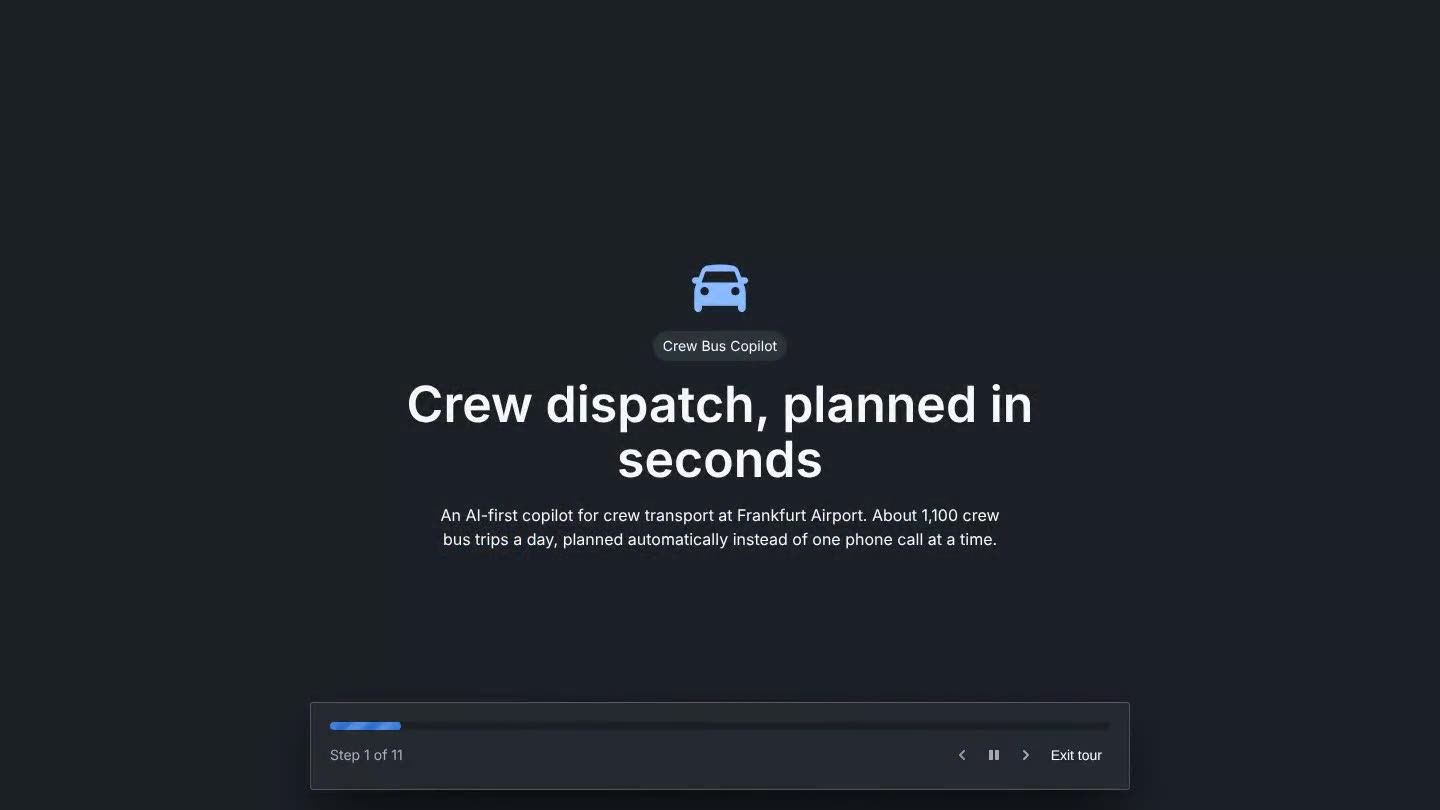 Crew Bus Copilot
Crew dispatch, planned in
seconds
An AI-first copilot for crew transport at Frankfurt Airport. About 1,100 crew
bus trips a day, planned automatically instead of one phone call at a time.
Step 1 of 11
Exit tour